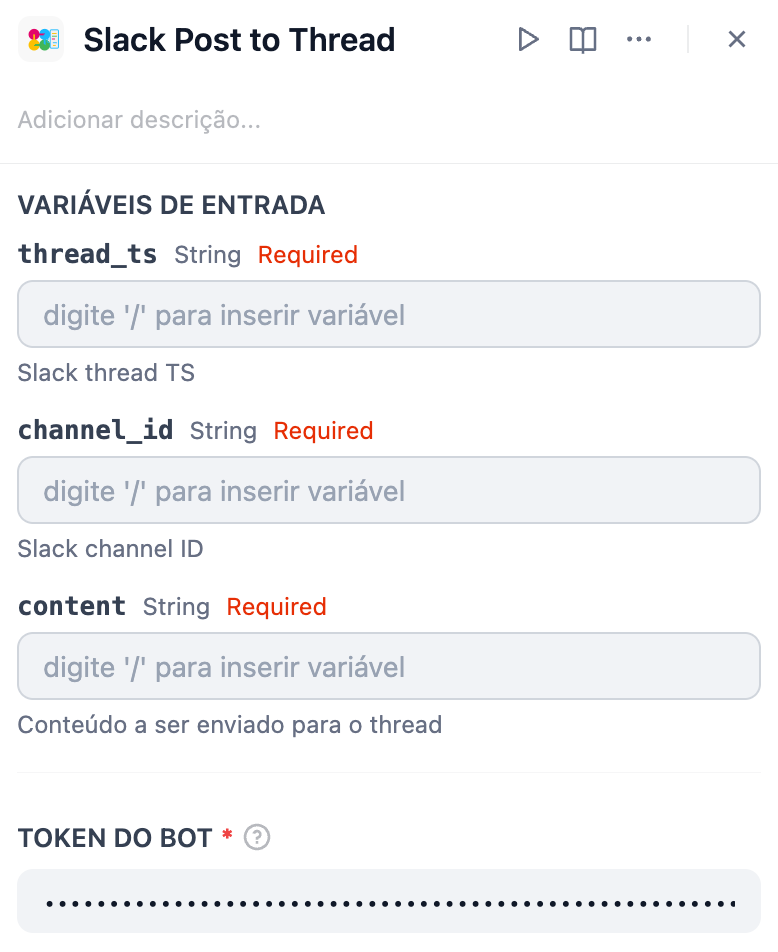 Slack Post to Thread
Adicionar descrição...
VARIÁVEIS DE ENTRADA
thread_ts String Required
digite '/' para inserir variável
Slack thread TS
channel_id String Required
digite '/' para inserir variável
Slack channel ID
content String Required
digite '/' para inserir variável
Conteúdo a ser enviado para o thread
TOKEN DO BOT * ?